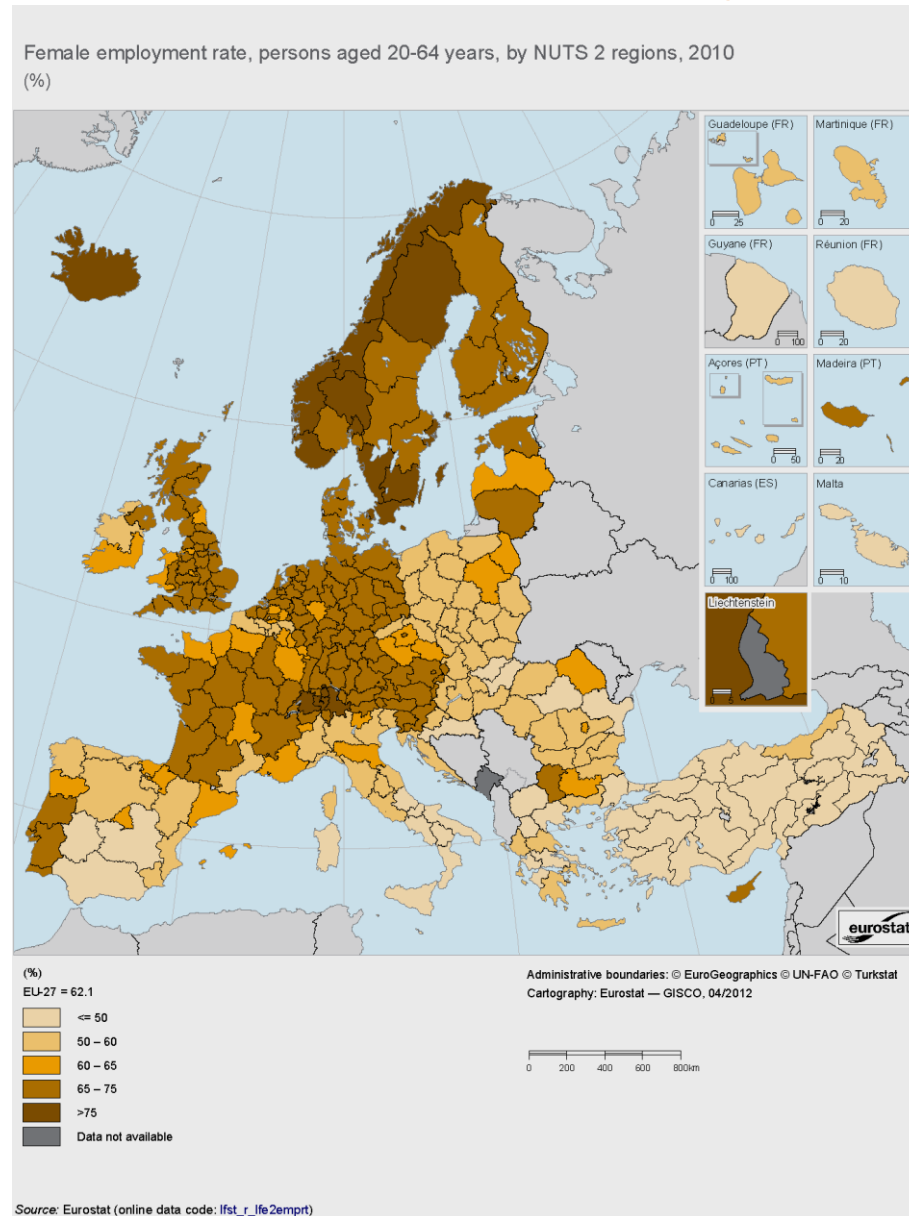 Female employment rate, persons aged 20-64 years, by NUTS 2 regions, 2010
(%)
Guadeloupe (FR)
0 25
Martinique (FR)
0 20
Guyane (FR)
0 100
Réunion (FR)
0 20
Açores (PT)
0 50
Madeira (PT)
0 20
Canarias (ES)
0 100
Malta
0 10
Liechtenstein
0 5
eurostat
(%)
EU-27 = 62.1
<= 50
50 – 60
60 – 65
65 – 75
>75
Data not available
Administrative boundaries: © EuroGeographics © UN-FAO © Turkstat
Cartography: Eurostat — GISCO, 04/2012
0 200 400 600 800km
Source: Eurostat (online data code: lfst_r_lfe2emprt)